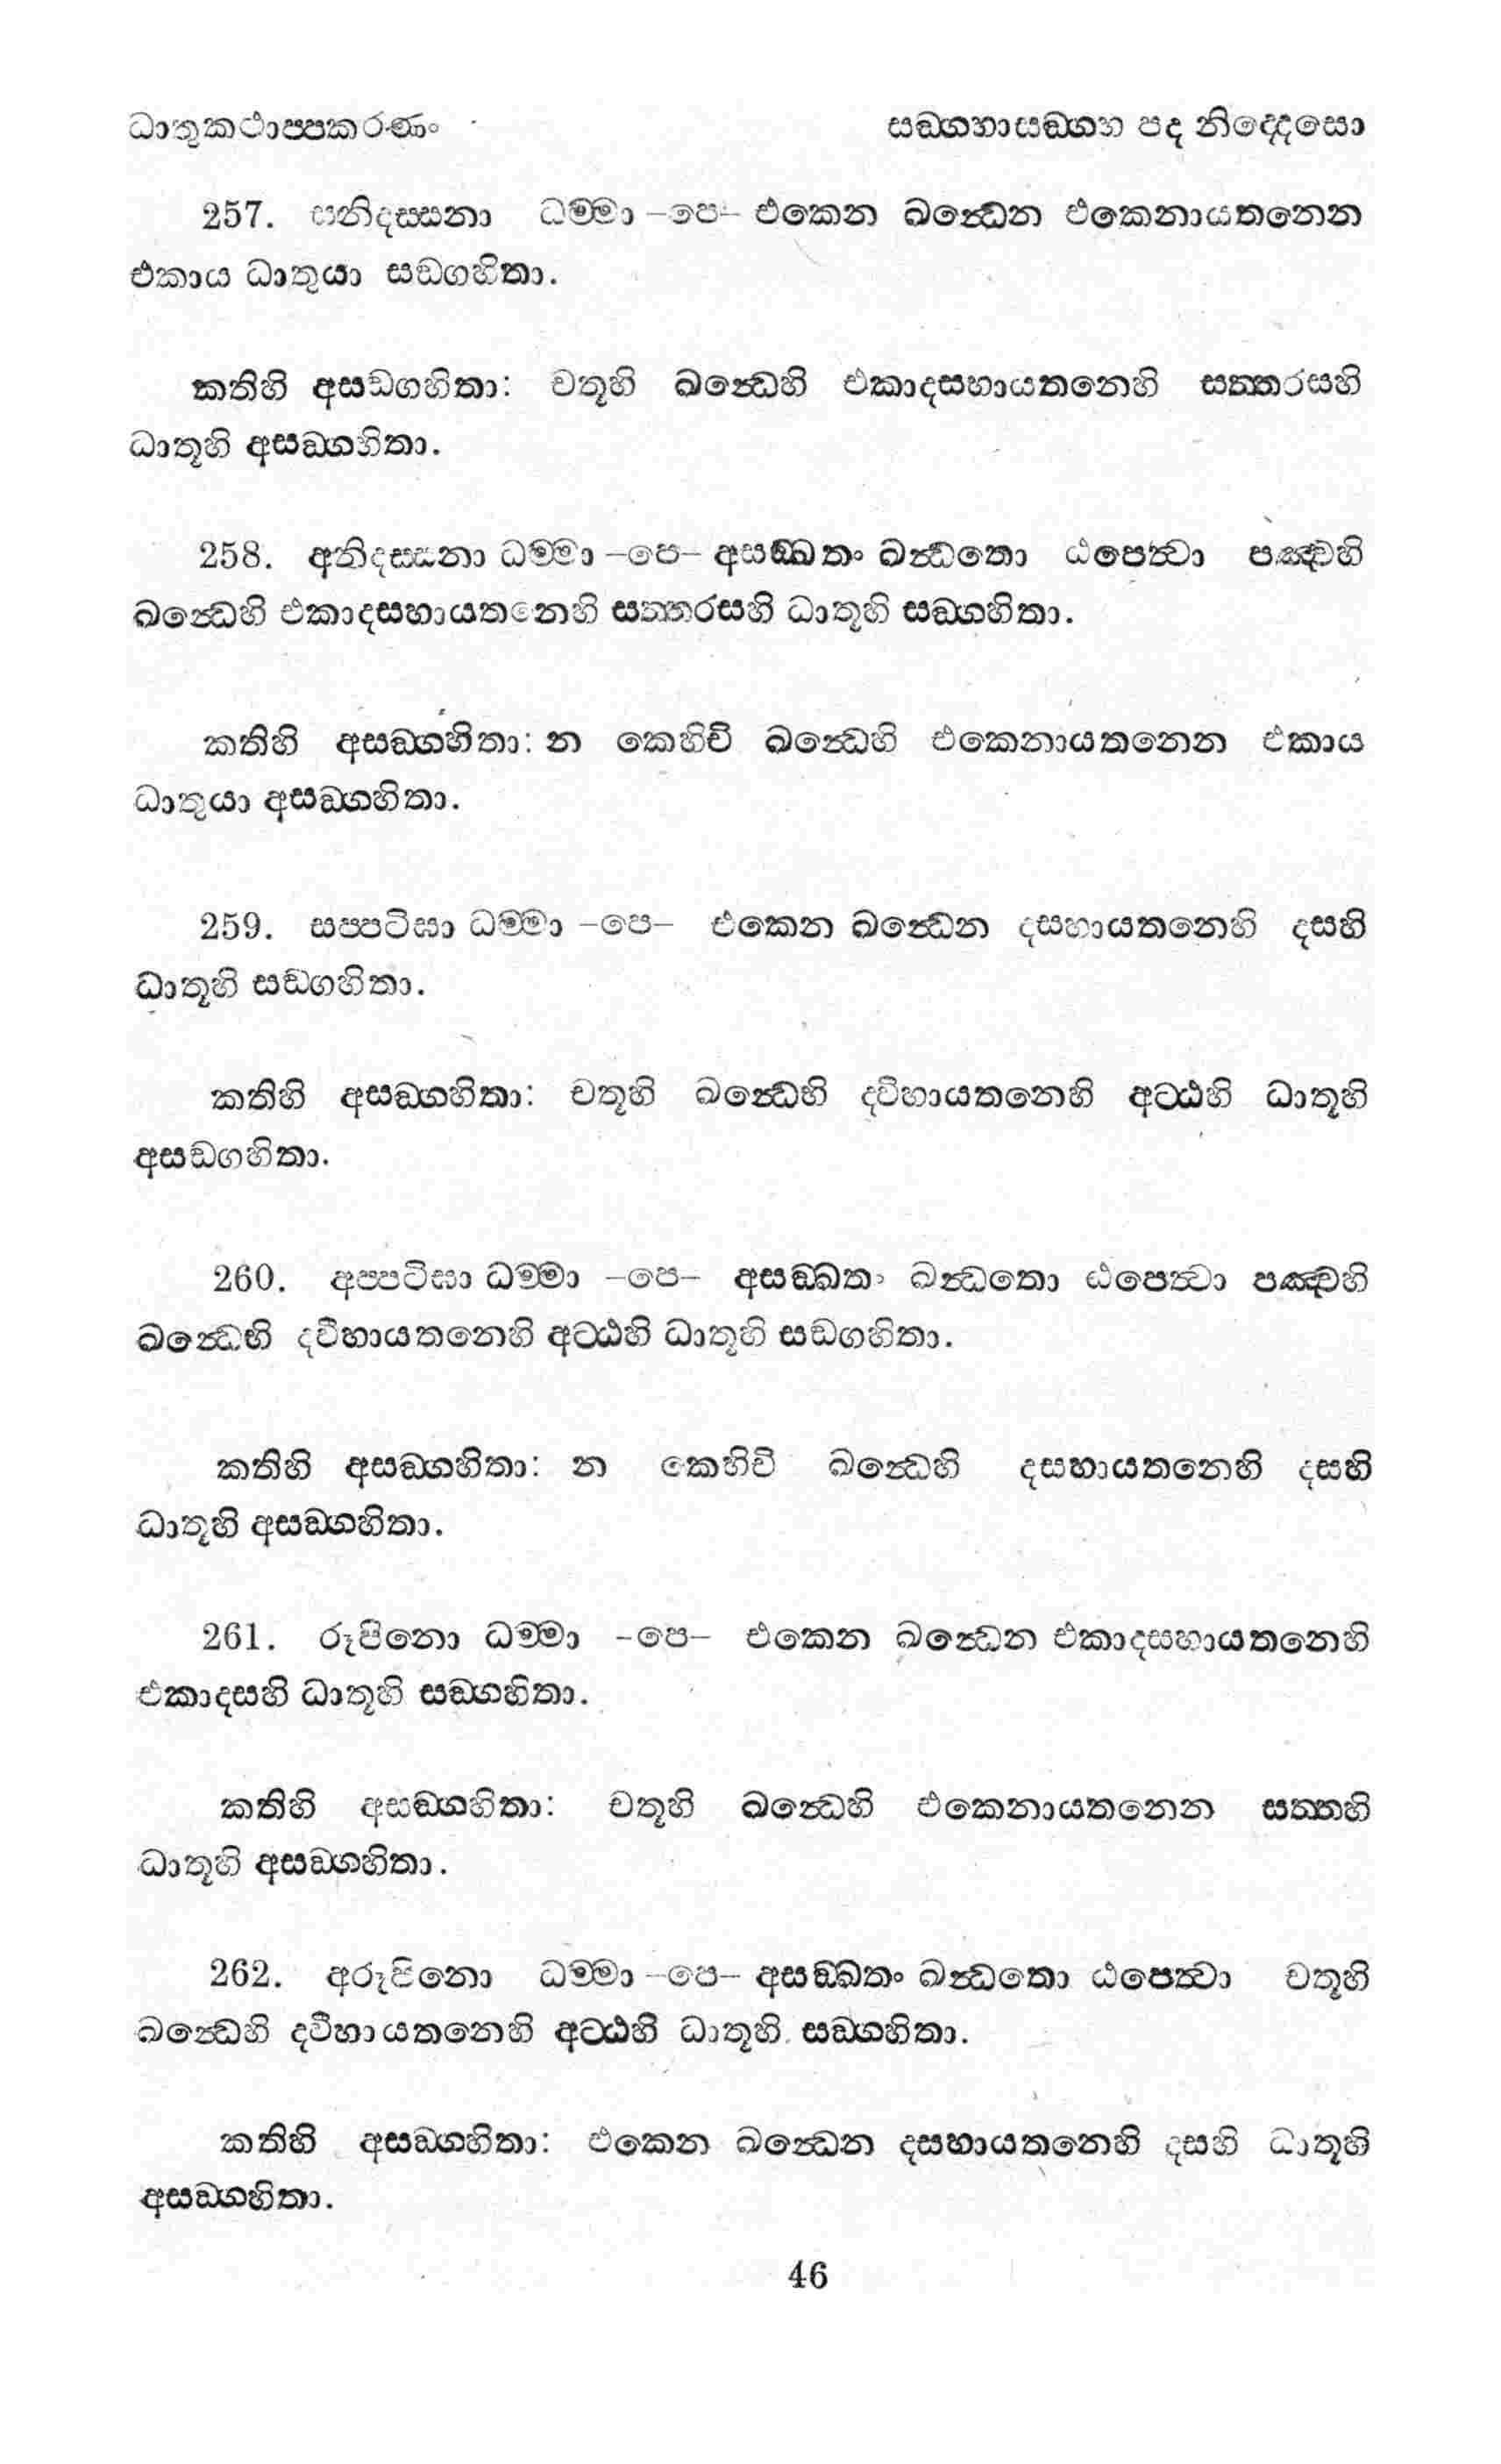 ධාතුකථාප්පකරණං සඞ්ගහාසඞ්ගහ පද නිද්දෙසො
257. සනිදස්සනා ධම්මා –පෙ– එකෙන ඛන්ධෙන එකෙනායතනෙන
එකාය ධාතුයා සඞ්ගහිතා.
කතිහි අසඞ්ගහිතා: චතූහි ඛන්ධෙහි එකාදසහායතනෙහි සත්තරසහි
ධාතූහි අසඞ්ගහිතා.
258. අනිදස්සනා ධම්මා –පෙ– අසඞ්ඛතං ඛන්ධතො ඨපෙත්වා පඤ්චහි
ඛන්ධෙහි එකාදසහායතනෙහි සත්තරසහි ධාතූහි සඞ්ගහිතා.
කතිහි අසඞ්ගහිතා: න කෙහිචි ඛන්ධෙහි එකෙනායතනෙන එකාය
ධාතුයා අසඞ්ගහිතා.
259. සප්පටිඝා ධම්මා –පෙ– එකෙන ඛන්ධෙන දසහායතනෙහි දසහි
ධාතූහි සඞ්ගහිතා.
කතිහි අසඞ්ගහිතා: චතූහි ඛන්ධෙහි ද්විහායතනෙහි අට්ඨහි ධාතූහි
අසඞ්ගහිතා.
260. අප්පටිඝා ධම්මා –පෙ– අසඞ්ඛතං ඛන්ධතො ඨපෙත්වා පඤ්චහි
ඛන්ධෙහි ද්වීහායතනෙහි අට්ඨහි ධාතූහි සඞ්ගහිතා.
කතිහි අසඞ්ගහිතා: න කෙහිචි ඛන්ධෙහි දසහායතනෙහි දසහි
ධාතූහි අසඞ්ගහිතා.
261. රූපිනො ධම්මා -පෙ– එකෙන ඛන්ධෙන එකාදසහායතනෙහි
එකාදසහි ධාතූහි සඞ්ගහිතා.
කතිහි අසඞ්ගහිතා: චතූහි ඛන්ධෙහි එකෙනායතනෙන සත්තහි
ධාතූහි අසඞ්ගහිතා.
262. අරූපිනො ධම්මා –පෙ– අසඞ්ඛතං ඛන්ධතො ඨපෙත්වා චතූහි
ඛන්ධෙහි ද්වීහායතනෙහි අට්ඨහි ධාතූහි සඞ්ගහිතා.
කතිහි අසඞ්ගහිතා: එකෙන ඛන්ධෙන දසහායතනෙහි දසහි ධාතූහි
අසඞ්ගහිතා.
46